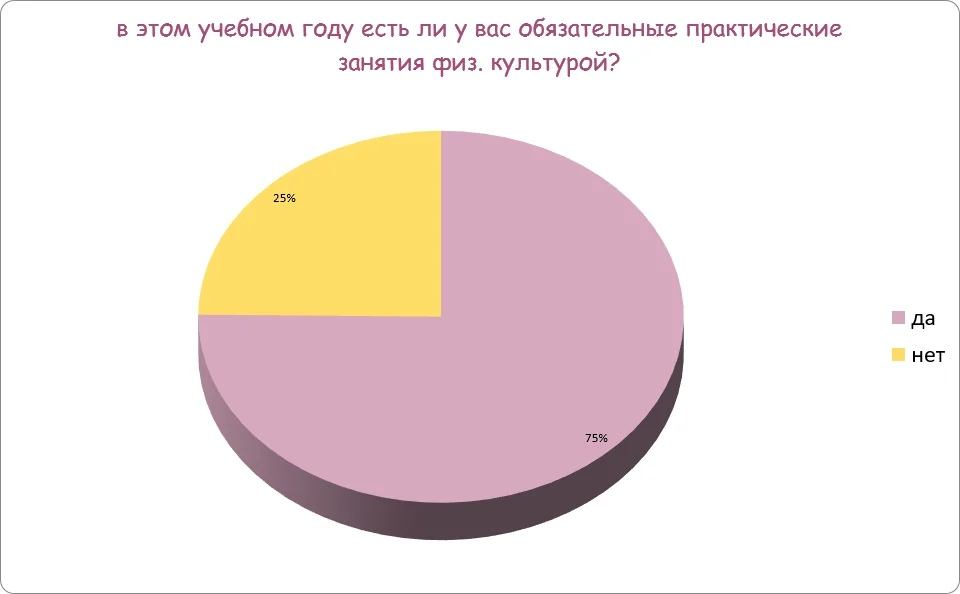 в этом учебном году есть ли у вас обязательные практические
занятия физ. культурой?
25%
75%
да
нет